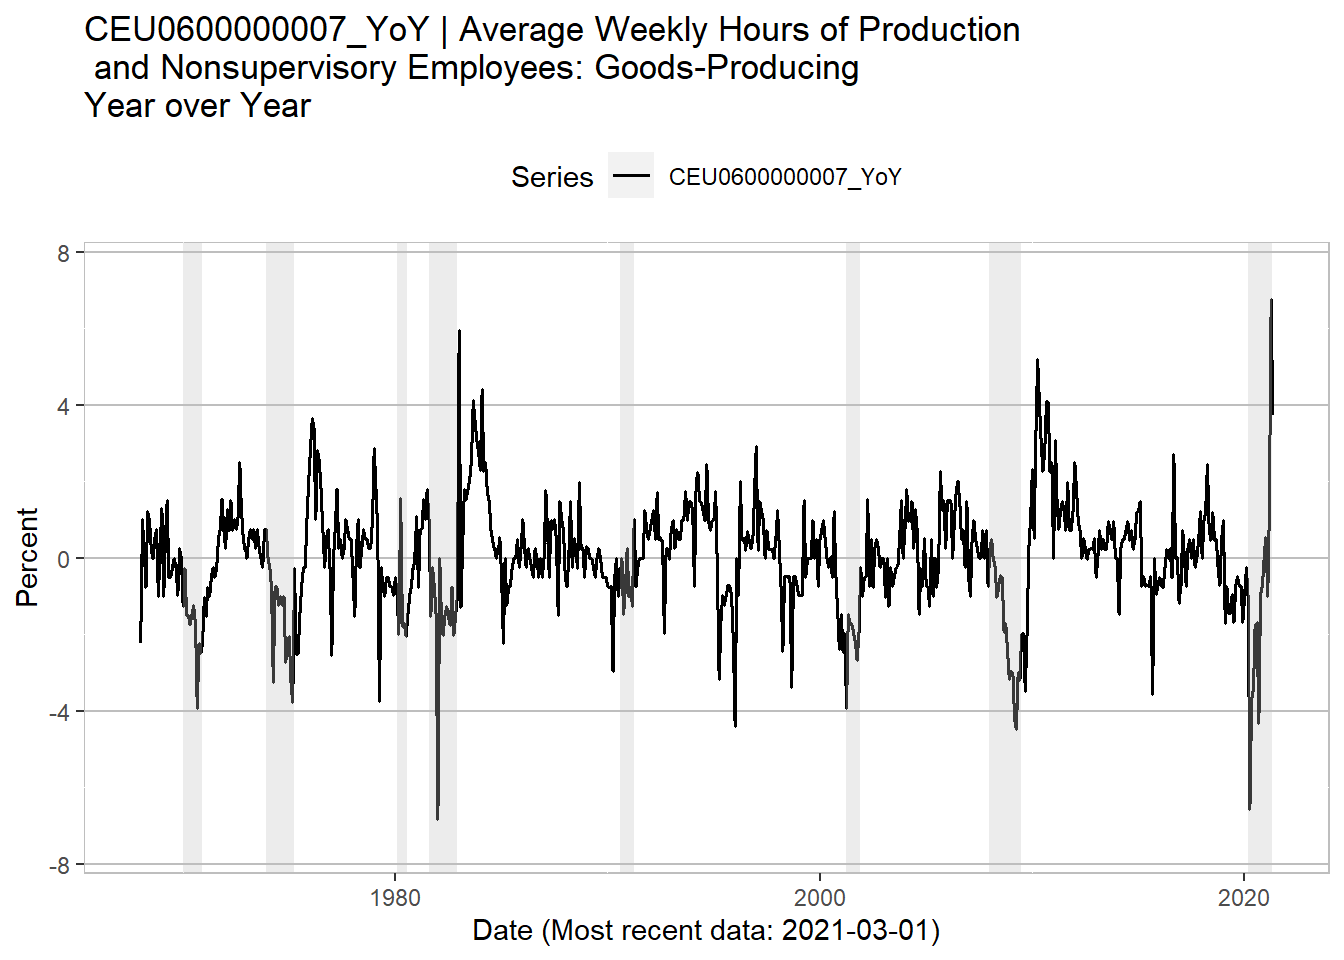 CEU0600000007_YoY | Average Weekly Hours of Production
and Nonsupervisory Employees: Goods-Producing
Year over Year
Series CEU0600000007_YoY
8
4
0
-4
-8
Percent
1980 2000 2020
Date (Most recent data: 2021-03-01)